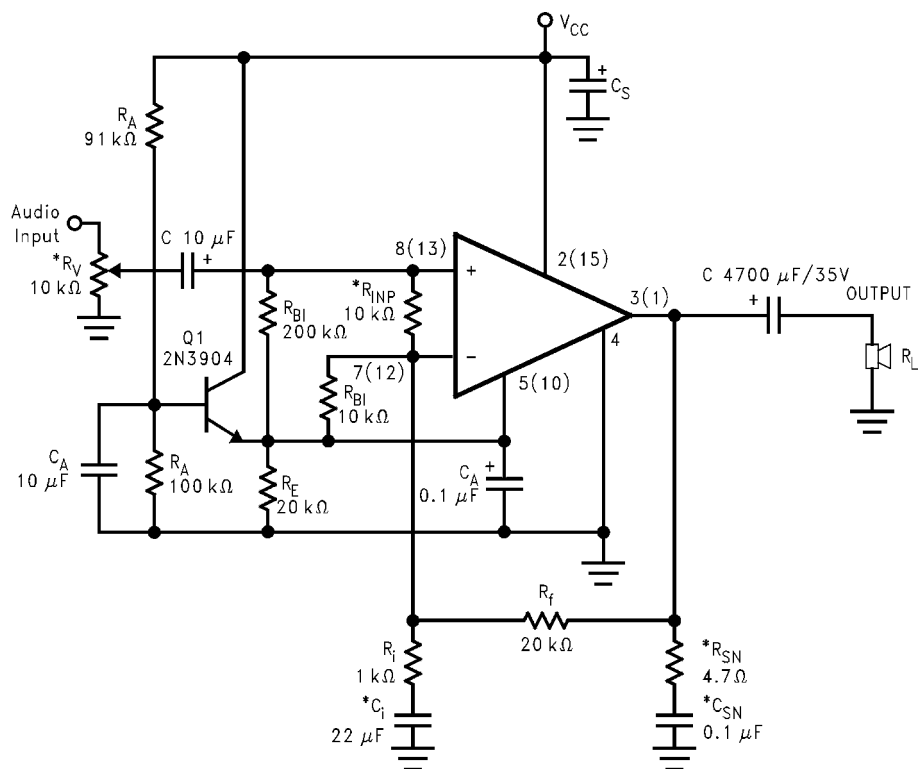 V_CC
+
C_S
R_A
91 kΩ
Audio
Input
*R_V
10 kΩ
C 10 μF
+
8(13)
+
2(15)
C 4700 μF/35V
+
OUTPUT
3(1)
*R_INP
10 kΩ
R_BI
200 kΩ
Q1
2N3904
7(12)
−
4
5(10)
R_L
R_BI
10 kΩ
C_A
10 μF
R_A
100 kΩ
R_E
20 kΩ
C_A
+
0.1 μF
R_f
20 kΩ
R_i
1 kΩ
*R_SN
4.7Ω
*C_i
22 μF
*C_SN
0.1 μF